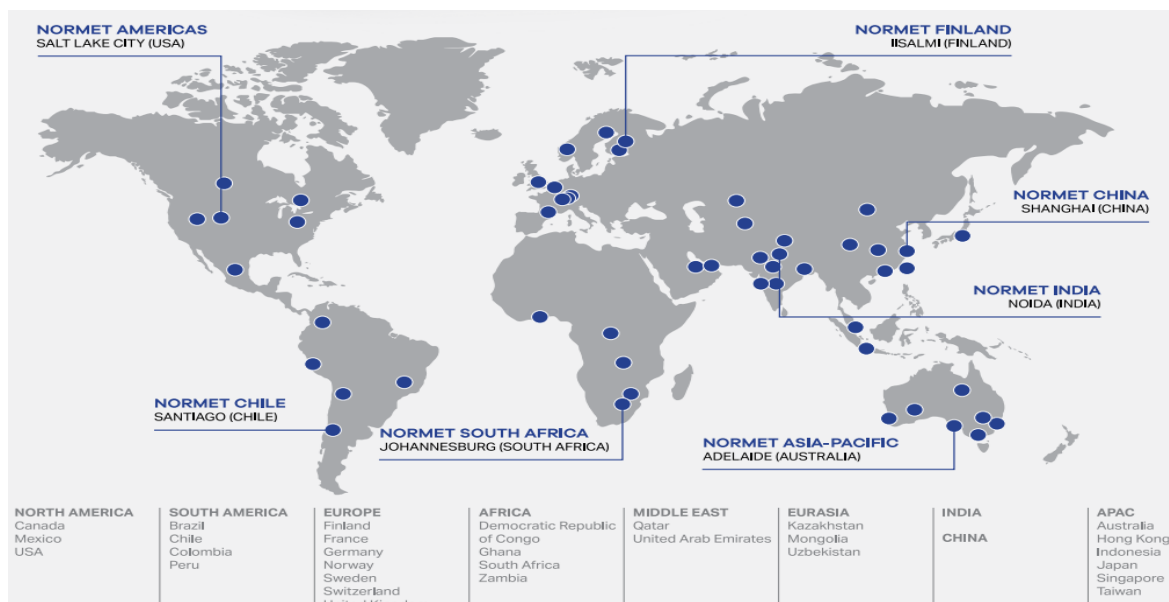 NORMET AMERICAS
SALT LAKE CITY (USA)
NORMET FINLAND
IISALMI (FINLAND)
NORMET CHINA
SHANGHAI (CHINA)
NORMET INDIA
NOIDA (INDIA)
NORMET CHILE
SANTIAGO (CHILE)
NORMET SOUTH AFRICA
JOHANNESBURG (SOUTH AFRICA)
NORMET ASIA-PACIFIC
ADELAIDE (AUSTRALIA)
NORTH AMERICA
Canada
Mexico
USA
SOUTH AMERICA
Brazil
Chile
Colombia
Peru
EUROPE
Finland
France
Germany
Norway
Sweden
Switzerland
United Kingdom
AFRICA
Democratic Republic
of Congo
Ghana
South Africa
Zambia
MIDDLE EAST
Qatar
United Arab Emirates
EURASIA
Kazakhstan
Mongolia
Uzbekistan
INDIA
CHINA
APAC
Australia
Hong Kong
Indonesia
Japan
Singapore
Taiwan